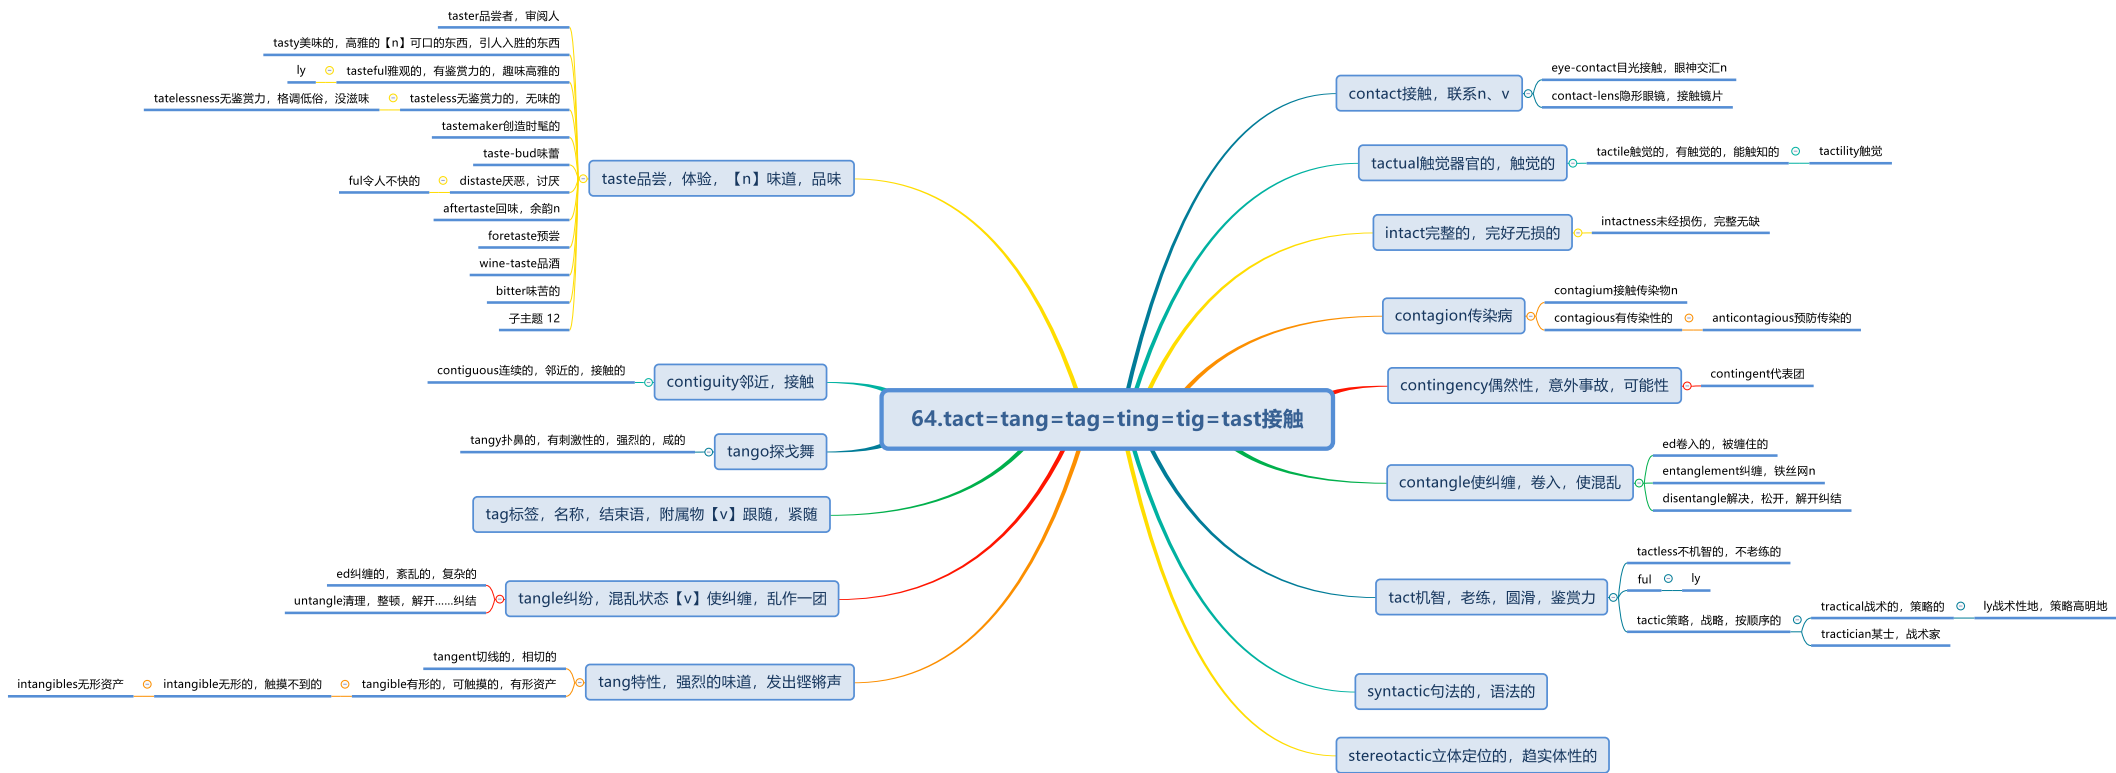 64.tact=tang=tag=ting=tig=tast接触
contact接触，联系n、v
eye-contact目光接触，眼神交汇n
contact-lens隐形眼镜，接触镜片
tactual触觉器官的，触觉的
tactile触觉的，有触觉的，能触知的
tactility触觉
intact完整的，完好无损的
intactness未经损伤，完整无缺
contagion传染病
contagium接触传染物n
contagious有传染性的
anticontagious预防传染的
contingency偶然性，意外事故，可能性
contingent代表团
contangle使纠缠，卷入，使混乱
ed卷入的，被缠住的
entanglement纠缠，铁丝网n
disentangle解决，松开，解开纠结
tact机智，老练，圆滑，鉴赏力
tactless不机智的，不老练的
ful
ly
tactic策略，战略，按顺序的
tractical战术的，策略的
ly战术性地，策略高明地
tractician某士，战术家
syntactic句法的，语法的
stereotactic立体定位的，趋实体性的
taste品尝，体验，【n】味道，品味
taster品尝者，审阅人
tasty美味的，高雅的【n】可口的东西，引人入胜的东西
tasteful雅观的，有鉴赏力的，趣味高雅的
ly
tasteless无鉴赏力的，无味的
tatelessness无鉴赏力，格调低俗，没滋味
tastemaker创造时髦的
taste-bud味蕾
distaste厌恶，讨厌
ful令人不快的
aftertaste回味，余韵n
foretaste预尝
wine-taste品酒
bitter味苦的
子主题 12
contiguity邻近，接触
contiguous连续的，邻近的，接触的
tango探戈舞
tangy扑鼻的，有刺激性的，强烈的，咸的
tag标签，名称，结束语，附属物【v】跟随，紧随
tangle纠纷，混乱状态【v】使纠缠，乱作一团
ed纠缠的，紊乱的，复杂的
untangle清理，整顿，解开……纠结
tang特性，强烈的味道，发出铿锵声
tangent切线的，相切的
tangible有形的，可触摸的，有形资产
intangible无形的，触摸不到的
intangibles无形资产